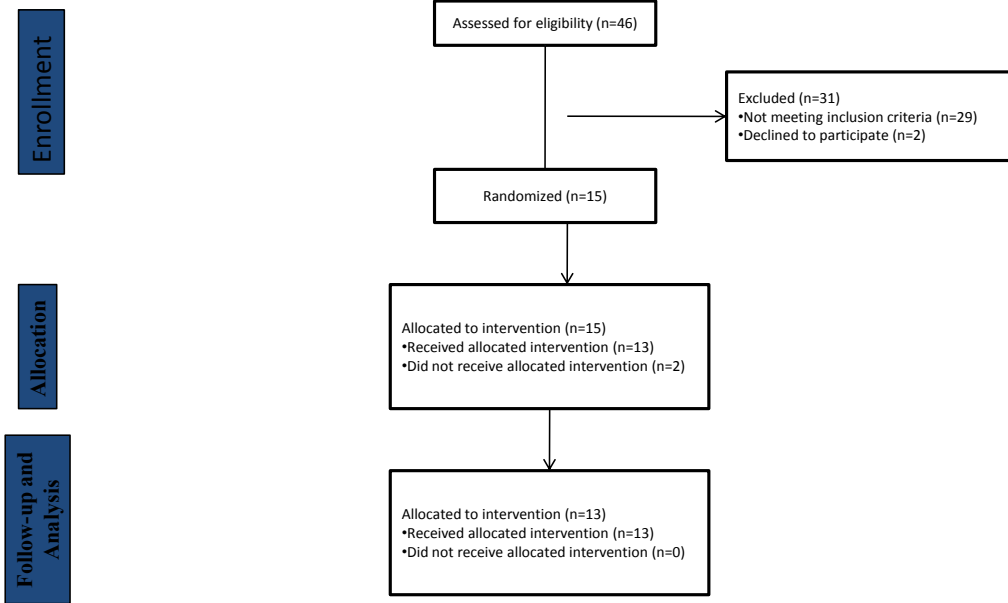 Enrollment
Assessed for eligibility (n=46)
Excluded (n=31)
•Not meeting inclusion criteria (n=29)
•Declined to participate (n=2)
Randomized (n=15)
Allocation
Allocated to intervention (n=15)
•Received allocated intervention (n=13)
•Did not receive allocated intervention (n=2)
Follow-up and
Analysis
Allocated to intervention (n=13)
•Received allocated intervention (n=13)
•Did not receive allocated intervention (n=0)